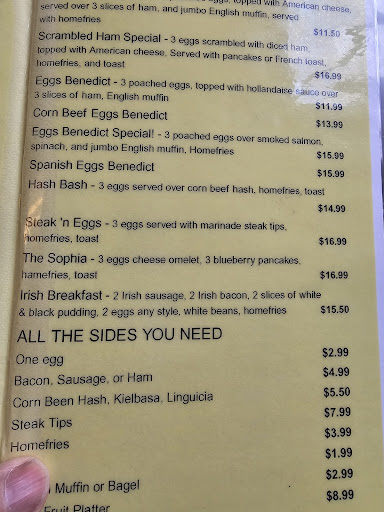 topped with American cheese,
served over 3 slices of ham, and jumbo English muffin, served
with homefries $11.50
Scrambled Ham Special - 3 eggs scrambled with diced ham,
topped with American cheese. Served with pancakes or French toast,
homefries, and toast $16.99
Eggs Benedict - 3 poached eggs, topped with hollandaise sauce over
3 slices of ham, English muffin $11.99
Corn Beef Eggs Benedict $13.99
Eggs Benedict Special! - 3 poached eggs over smoked salmon,
spinach, and jumbo English muffin, Homefries $15.99
Spanish Eggs Benedict $15.99
Hash Bash - 3 eggs served over corn beef hash, homefries, toast
$14.99
Steak 'n Eggs - 3 eggs served with marinade steak tips,
homefries, toast $16.99
The Sophia - 3 eggs cheese omelet, 3 blueberry pancakes,
homefries, toast $16.99
Irish Breakfast - 2 Irish sausage, 2 Irish bacon, 2 slices of white
& black pudding, 2 eggs any style, white beans, homefries $15.50
ALL THE SIDES YOU NEED
One egg $2.99
Bacon, Sausage, or Ham $4.99
Corn Been Hash, Kielbasa, Linguicia $5.50
Steak Tips $7.99
Homefries $3.99
$1.99
Muffin or Bagel $2.99
Fruit Platter $8.99